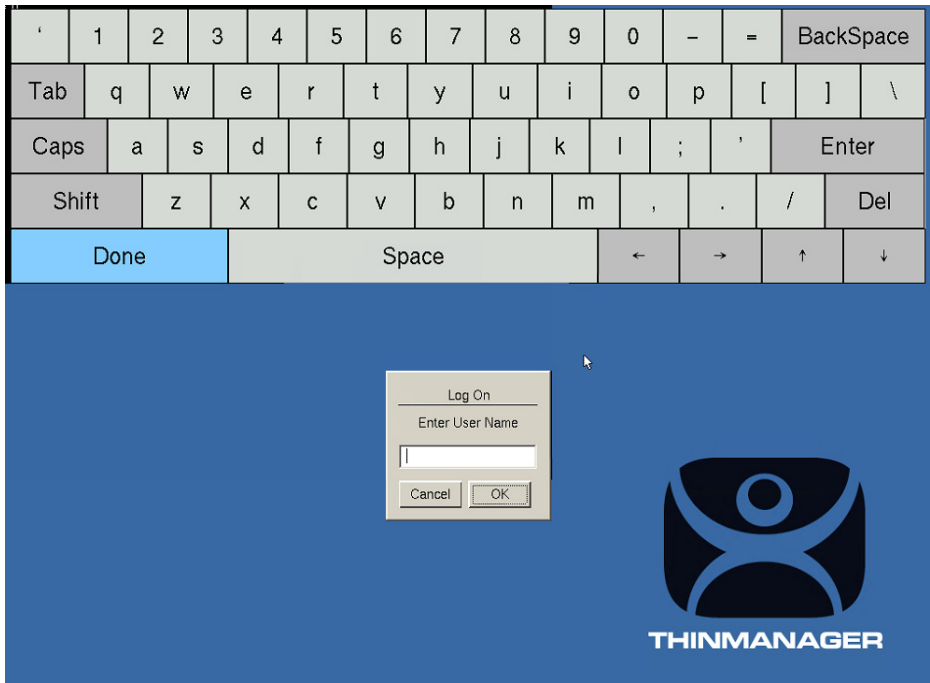 ‘ 1 2 3 4 5 6 7 8 9 0 – = BackSpace
Tab q w e r t y u i o p [ ] \
Caps a s d f g h j k l ; ’ Enter
Shift z x c v b n m , . / Del
Done Space ← → ↑ ↓
Log On
Enter User Name
Cancel OK
THINMANAGER